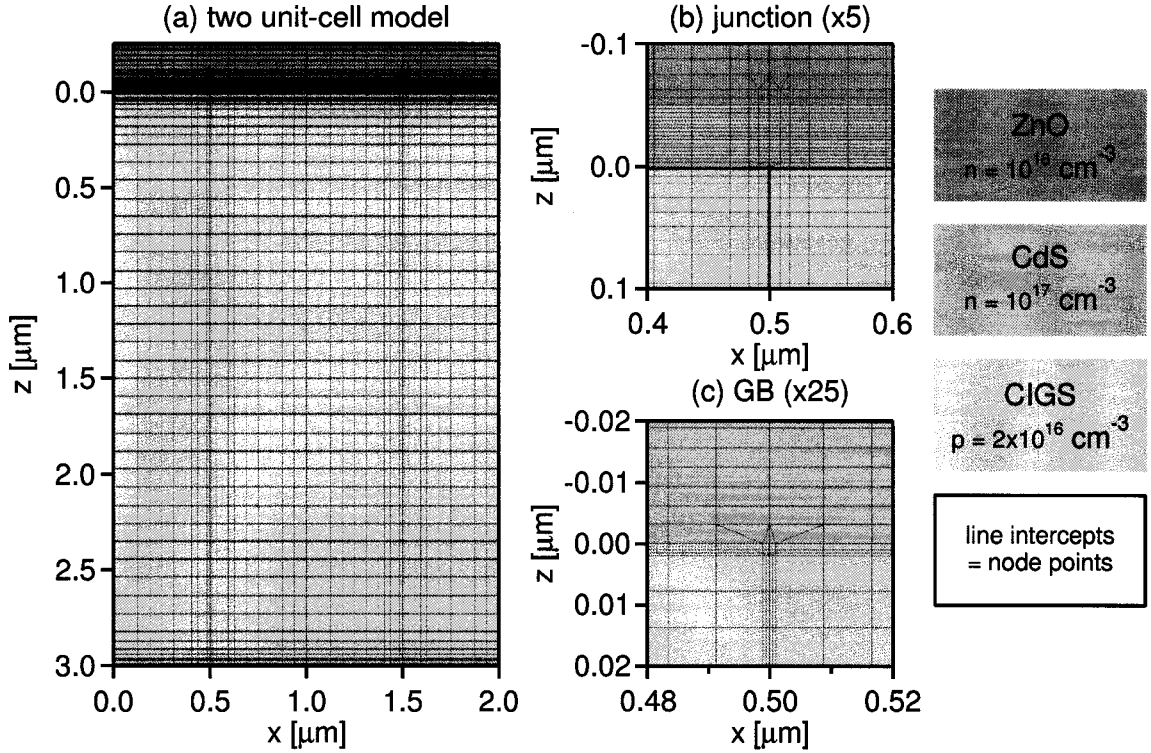 (a) two unit-cell model
0.0
0.5
1.0
1.5
2.0
2.5
3.0
z [μm]
0.0
0.5
1.0
1.5
2.0
x [μm]
(b) junction (x5)
-0.1
0.0
0.1
z [μm]
0.4
0.5
0.6
x [μm]
(c) GB (x25)
-0.02
-0.01
0.00
0.01
0.02
z [μm]
0.48
0.50
0.52
x [μm]
ZnO
n = 10¹⁸ cm⁻³
CdS
n = 10¹⁷ cm⁻³
CIGS
p = 2x10¹⁶ cm⁻³
line intercepts
= node points